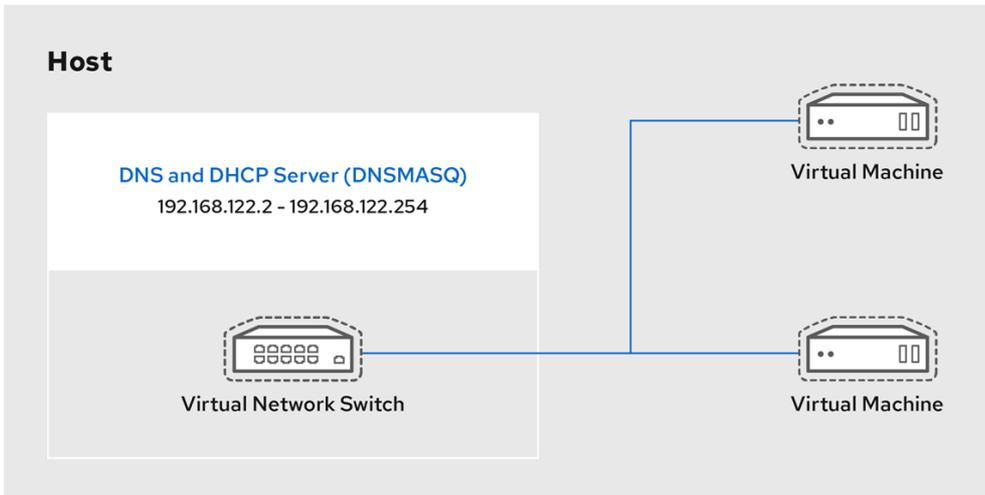 Host
DNS and DHCP Server (DNSMASQ)
192.168.122.2 - 192.168.122.254
Virtual Machine
Virtual Network Switch
Virtual Machine